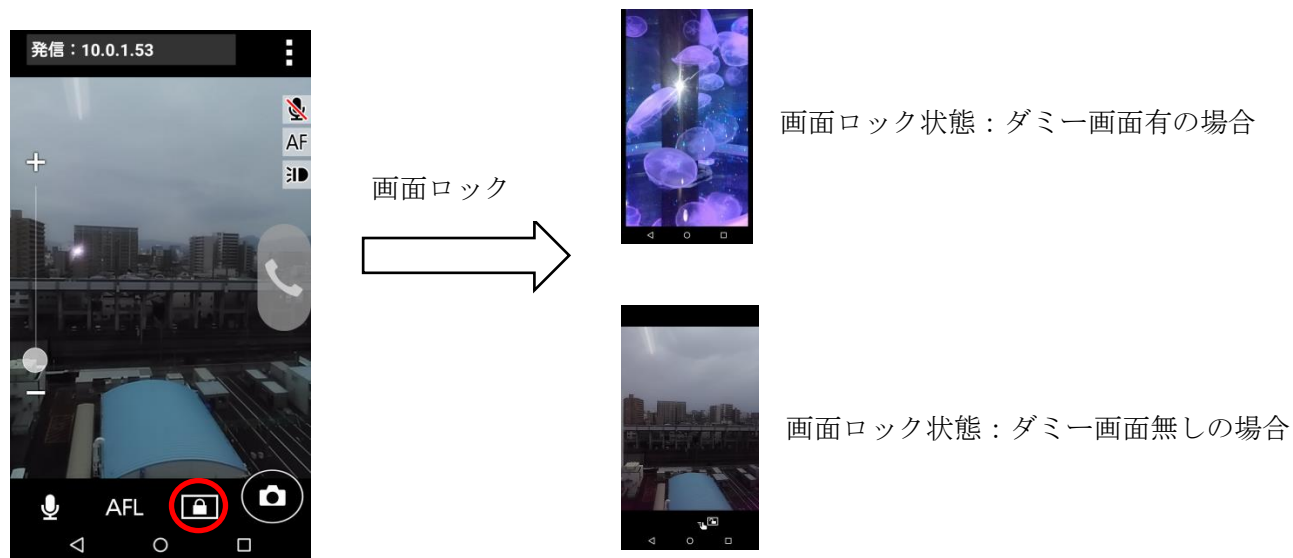 発信：10.0.1.53
AF
AFL
画面ロック
画面ロック状態：ダミー画面有の場合
画面ロック状態：ダミー画面無しの場合